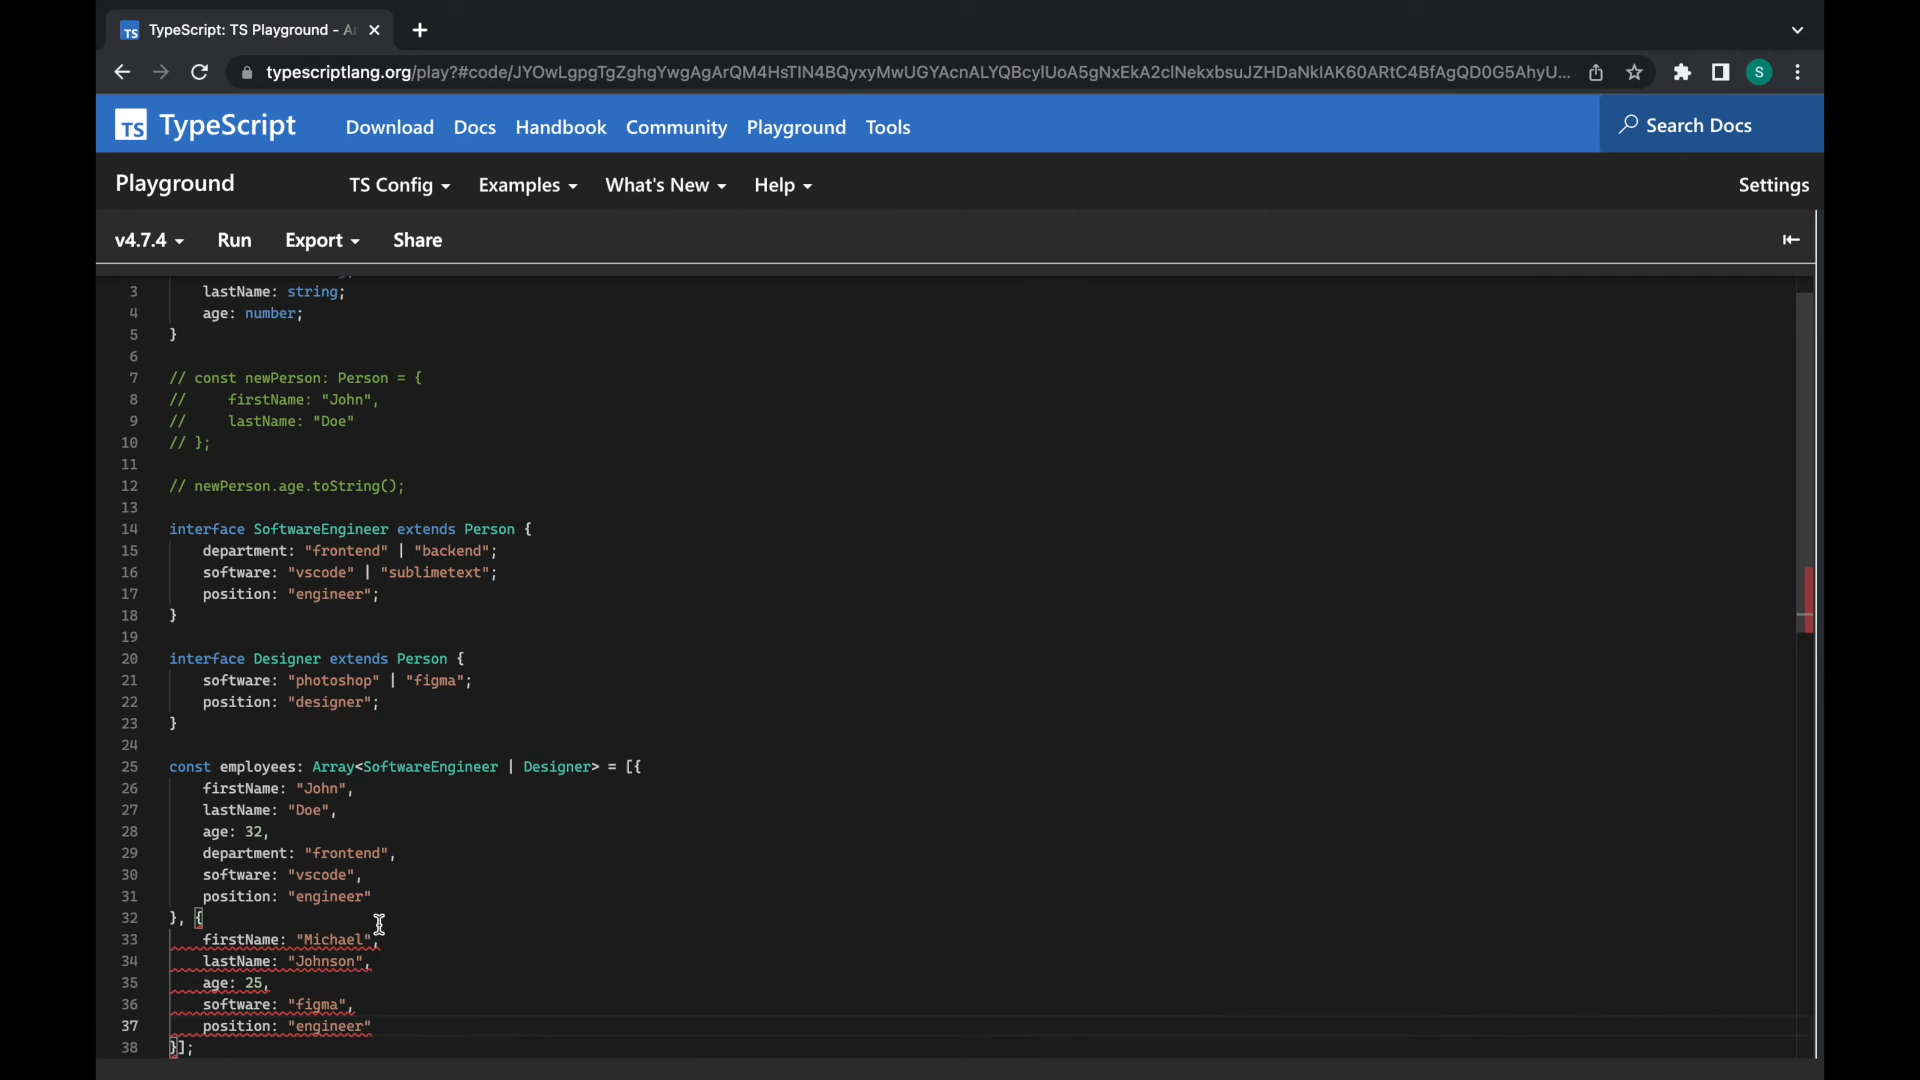 TypeScript: TS Playground - Ar
typescriptlang.org/play?#code/JYOwLgpgTgZghgYwgAgArQM4HsTIN4BQyxyMwUGYAcnALYQBcylUoA5gNxEkA2clNekxbsuJZHDaNklAK60ARtC4BfAgQD0G5AhyU...
S
TS TypeScript Download Docs Handbook Community Playground Tools Search Docs
Playground TS Config Examples What's New Help Settings
v4.7.4 Run Export Share
3 lastName: string;
4 age: number;
5 }
6
7 // const newPerson: Person = {
8 //     firstName: "John",
9 //     lastName: "Doe"
10 // };
11
12 // newPerson.age.toString();
13
14 interface SoftwareEngineer extends Person {
15 department: "frontend" | "backend";
16 software: "vscode" | "sublimetext";
17 position: "engineer";
18 }
19
20 interface Designer extends Person {
21 software: "photoshop" | "figma";
22 position: "designer";
23 }
24
25 const employees: Array<SoftwareEngineer | Designer> = [{
26 firstName: "John",
27 lastName: "Doe",
28 age: 32,
29 department: "frontend",
30 software: "vscode",
31 position: "engineer"
32 }, {
33 firstName: "Michael",
34 lastName: "Johnson",
35 age: 25,
36 software: "figma",
37 position: "engineer"
38 }];